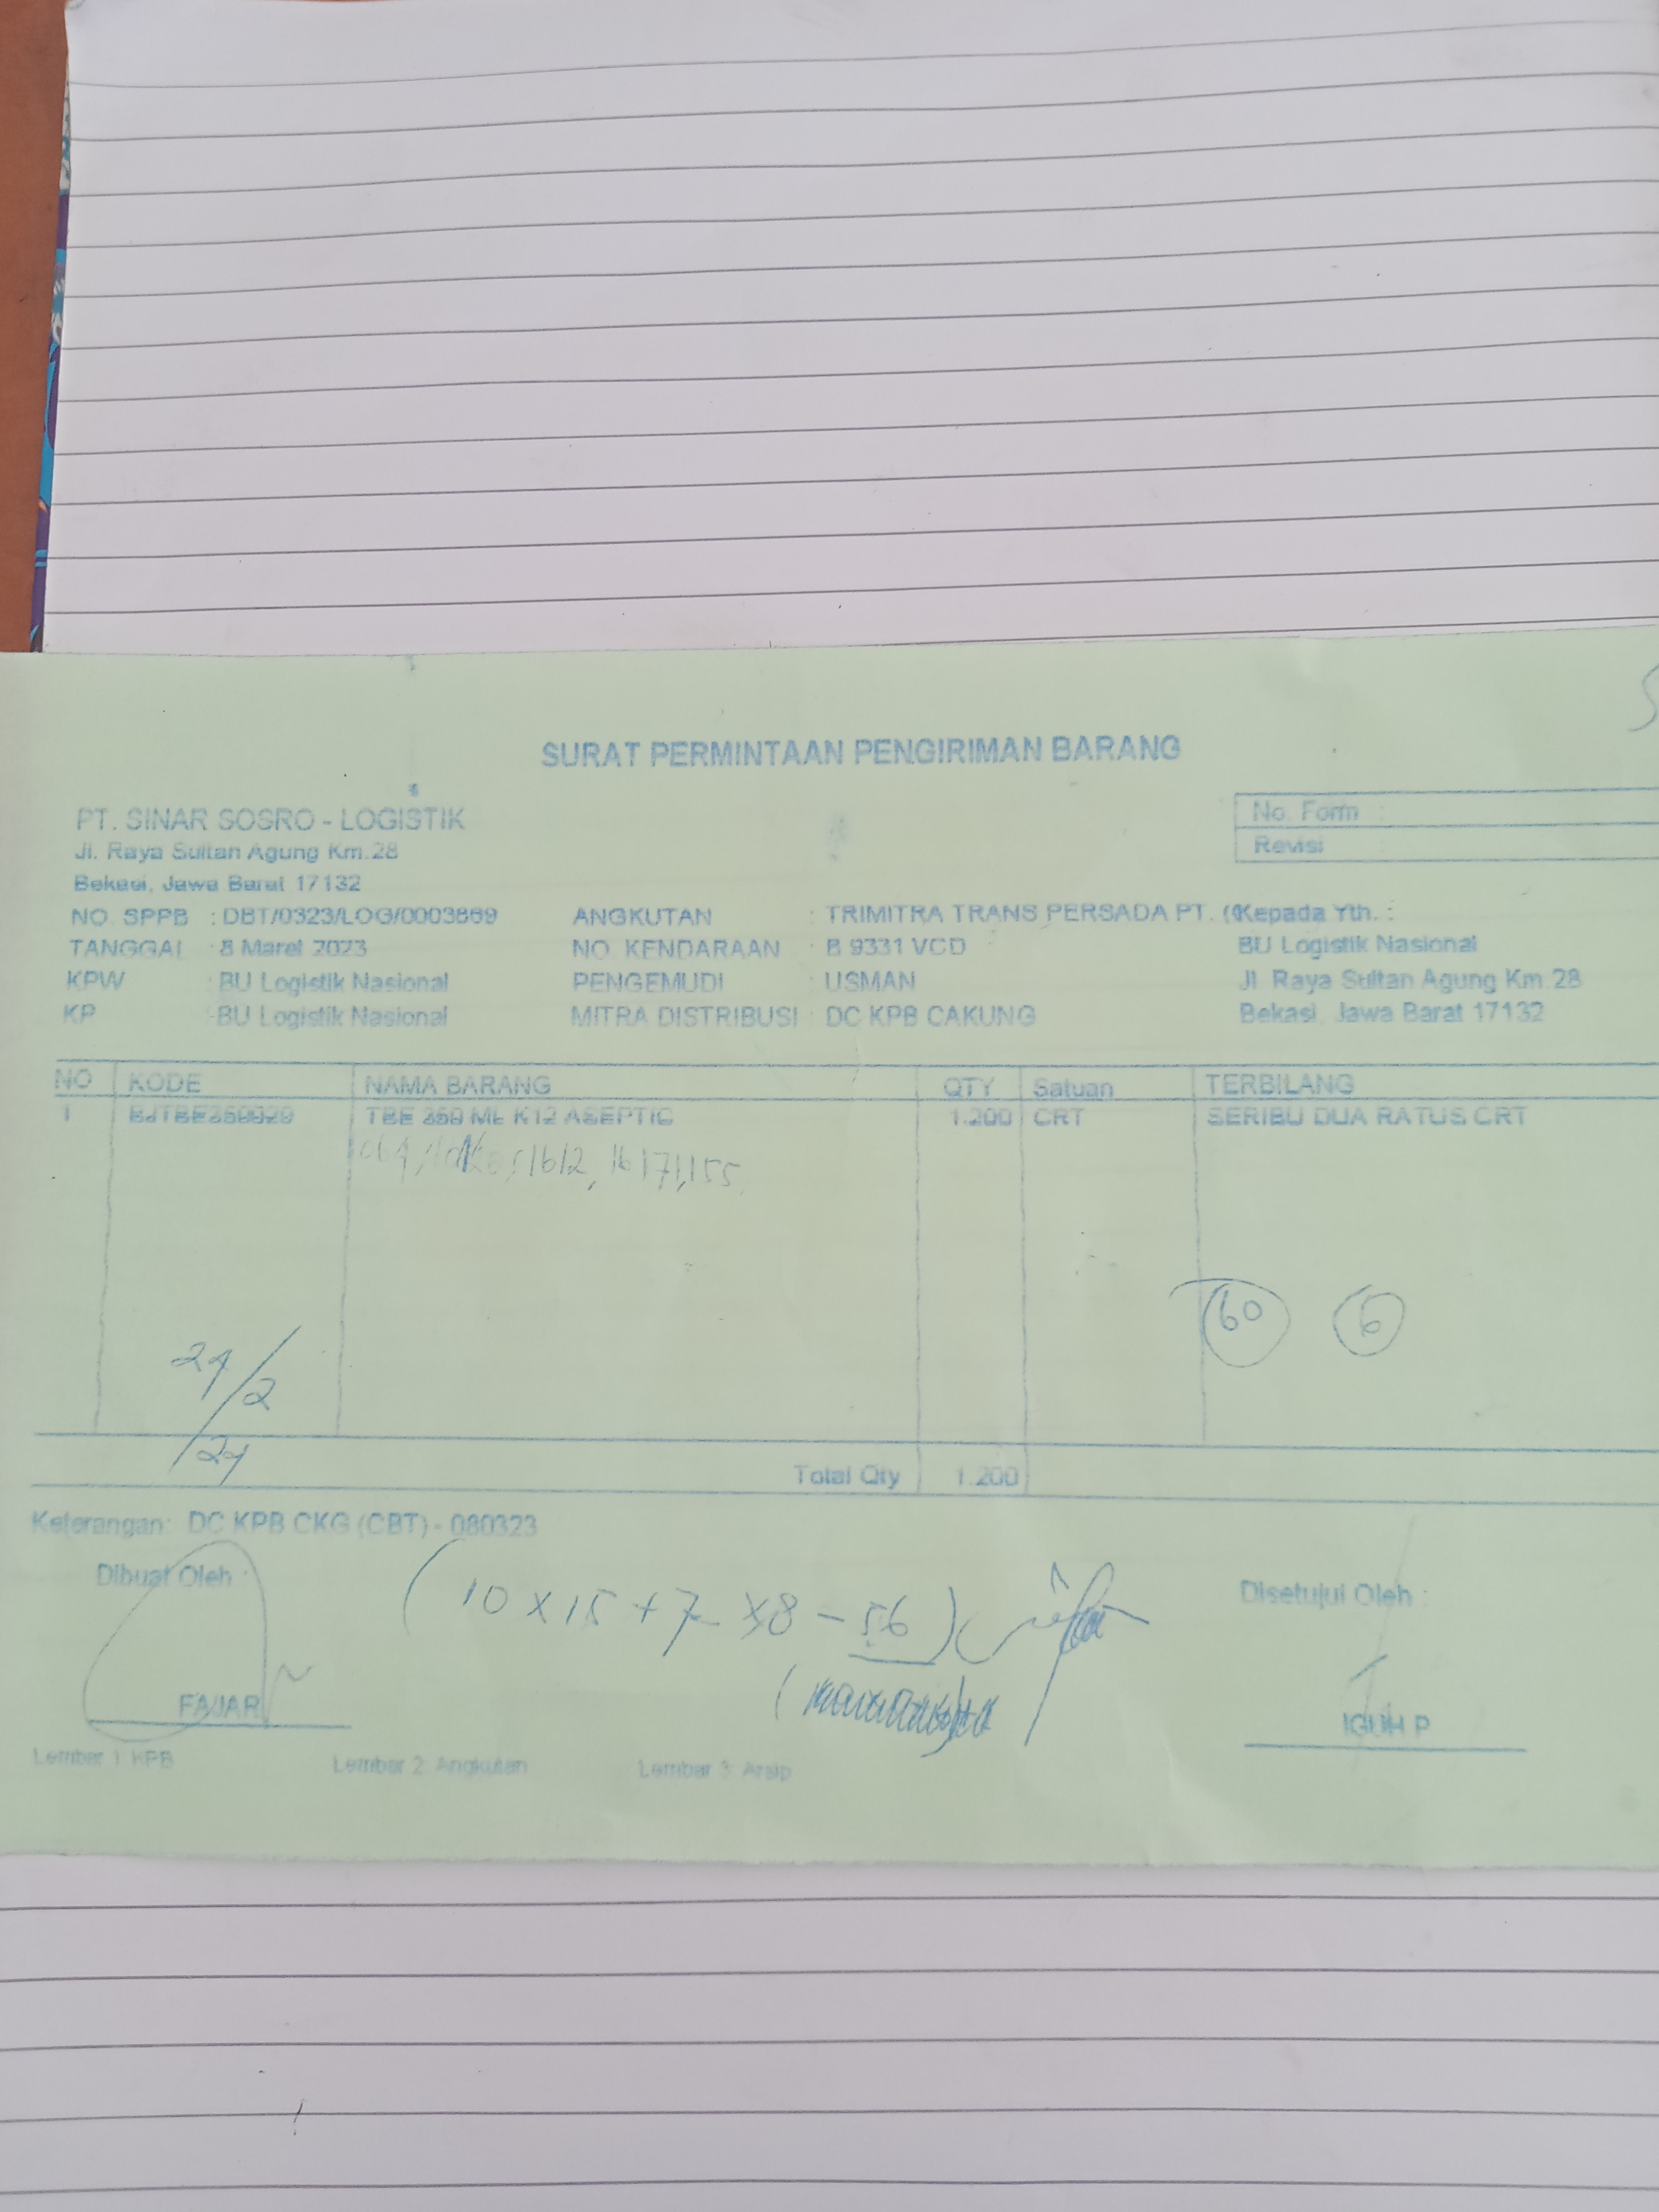 SURAT PERMINTAAN PENGIRIMAN BARANG
PT. SINAR SOSRO - LOGISTIK
Jl. Raya Sultan Agung Km.28
Bekasi, Jawa Barat 17132
No. Form :
Revisi :
NO. SPPB : DBT/0323/LOG/0003869
TANGGAL : 8 Maret 2023
KPW : BU Logistik Nasional
KP : BU Logistik Nasional
ANGKUTAN : TRIMITRA TRANS PERSADA PT. (
NO. KENDARAAN : B 9331 VCD
PENGEMUDI : USMAN
MITRA DISTRIBUSI : DC KPB CAKUNG
Kepada Yth. :
BU Logistik Nasional
Jl. Raya Sultan Agung Km.28
Bekasi, Jawa Barat 17132
NO KODE NAMA BARANG QTY Satuan TERBILANG
1 TBE 350 ML K12 ASEPTIC 1.200 CRT SERIBU DUA RATUS CRT
1612, 1617, 155
60 6
24/2
24
Total Qty 1.200
Keterangan: DC KPB CKG (CBT) - 080323
Dibuat Oleh :
(10 x 15 + 7 x 8 - 56)
Disetujui Oleh :
FAJAR
IGUH P
Lembar 1: KPB Lembar 2: Angkutan Lembar 3: Arsip